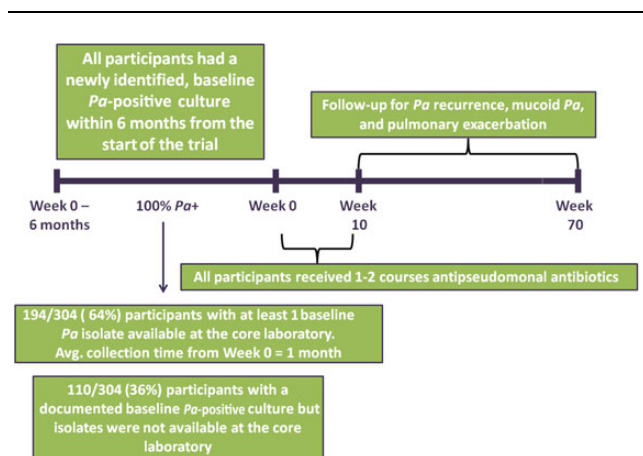 All participants had a
newly identified, baseline
Pa-positive culture
within 6 months from the
start of the trial
Follow-up for Pa recurrence, mucoid Pa,
and pulmonary exacerbation
Week 0 –
6 months
100% Pa+
Week 0
Week
10
Week
70
All participants received 1-2 courses antipseudomonal antibiotics
194/304 ( 64%) participants with at least 1 baseline
Pa isolate available at the core laboratory.
Avg. collection time from Week 0 = 1 month
110/304 (36%) participants with a
documented baseline Pa-positive culture but
isolates were not available at the core
laboratory